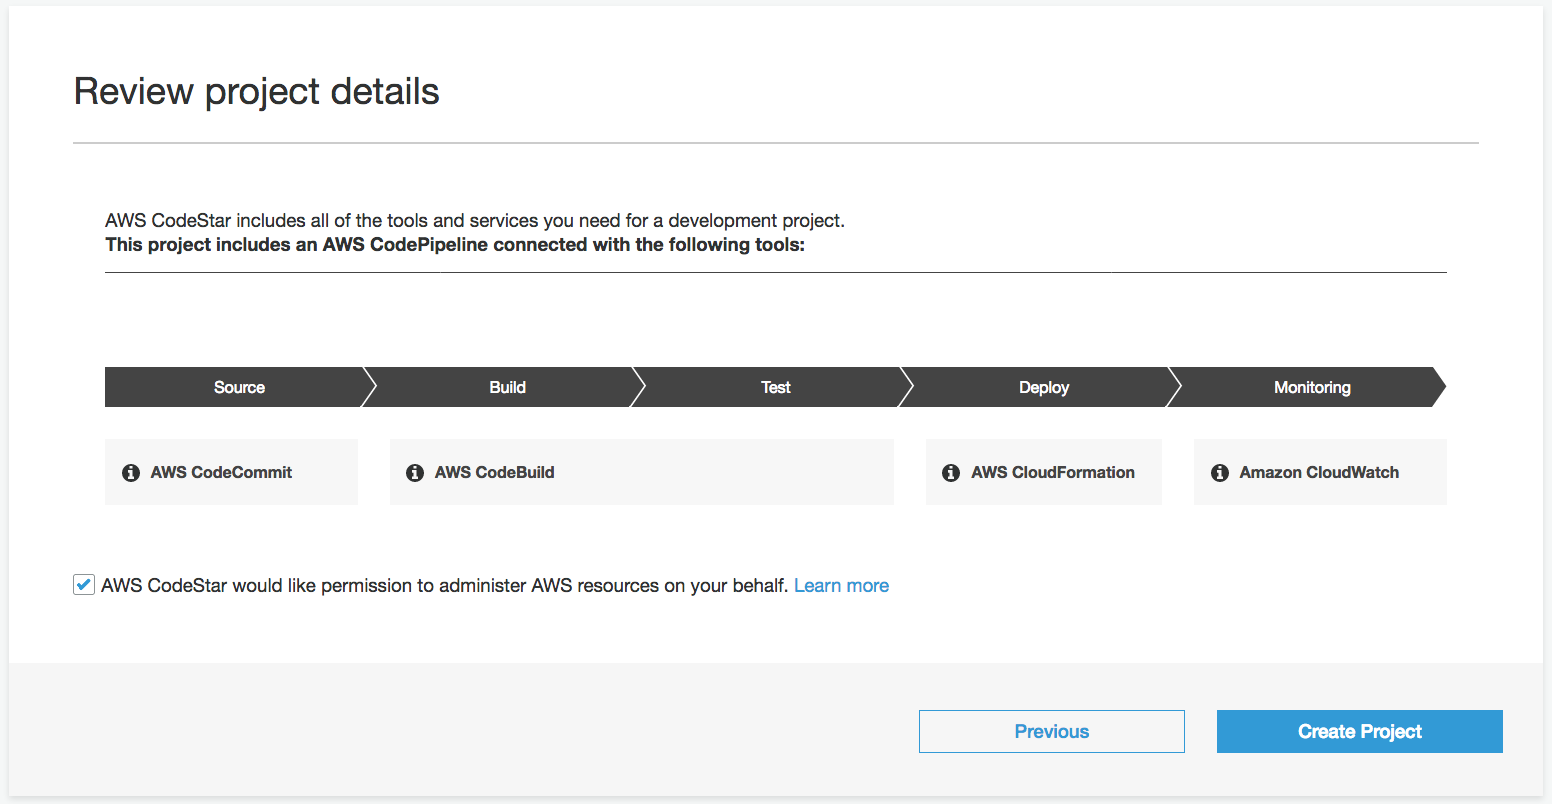 Review project details
AWS CodeStar includes all of the tools and services you need for a development project.
This project includes an AWS CodePipeline connected with the following tools:
Source
Build
Test
Deploy
Monitoring
AWS CodeCommit
AWS CodeBuild
AWS CloudFormation
Amazon CloudWatch
AWS CodeStar would like permission to administer AWS resources on your behalf. Learn more
Previous
Create Project